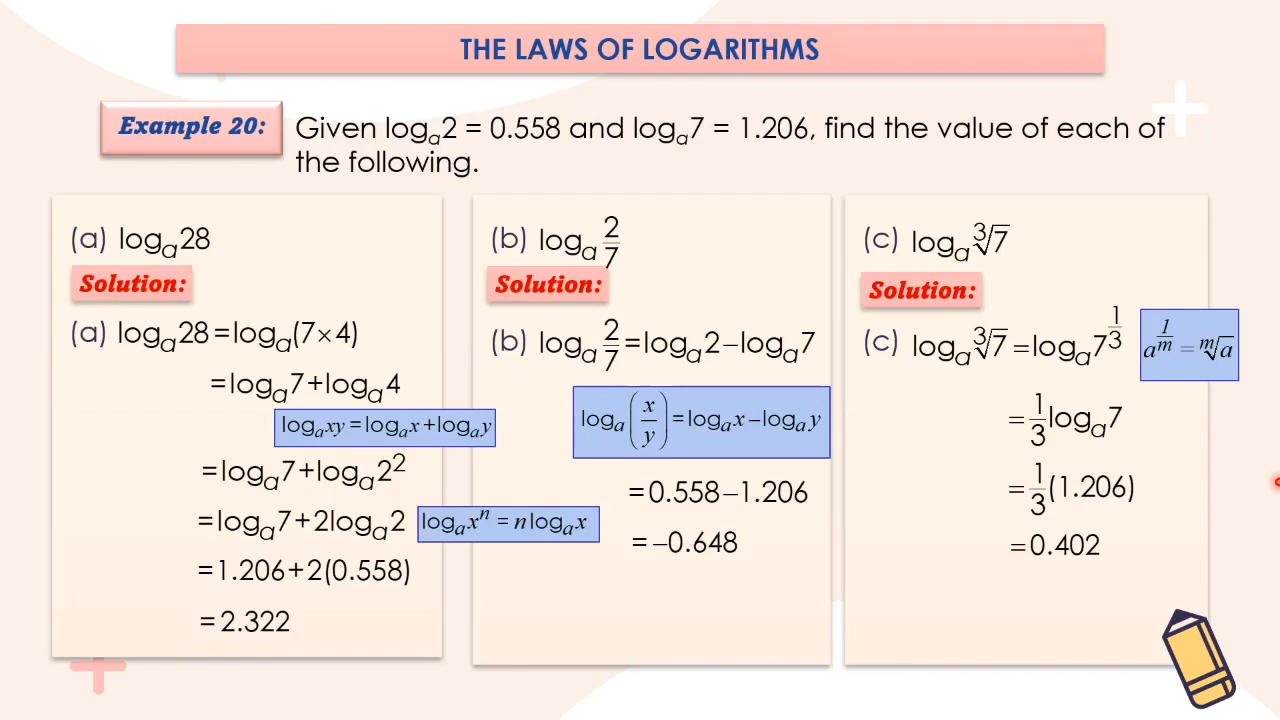 THE LAWS OF LOGARITHMS
Example 20:
Given logₐ2 = 0.558 and logₐ7 = 1.206, find the value of each of
the following.
(a) logₐ28
Solution:
(a) logₐ28 = logₐ(7 × 4)
= logₐ7 + logₐ4
logₐxy = logₐx + logₐy
= logₐ7 + logₐ2²
= logₐ7 + 2logₐ2
logₐxⁿ = n logₐx
= 1.206 + 2(0.558)
= 2.322
(b) logₐ 2/7
Solution:
(b) logₐ 2/7 = logₐ2 − logₐ7
logₐ(x/y) = logₐx − logₐy
= 0.558 − 1.206
= −0.648
(c) logₐ ∛7
Solution:
(c) logₐ ∛7 = logₐ7^(1/3)
a^(1/m) = ᵐ√a
= 1/3 logₐ7
= 1/3 (1.206)
= 0.402